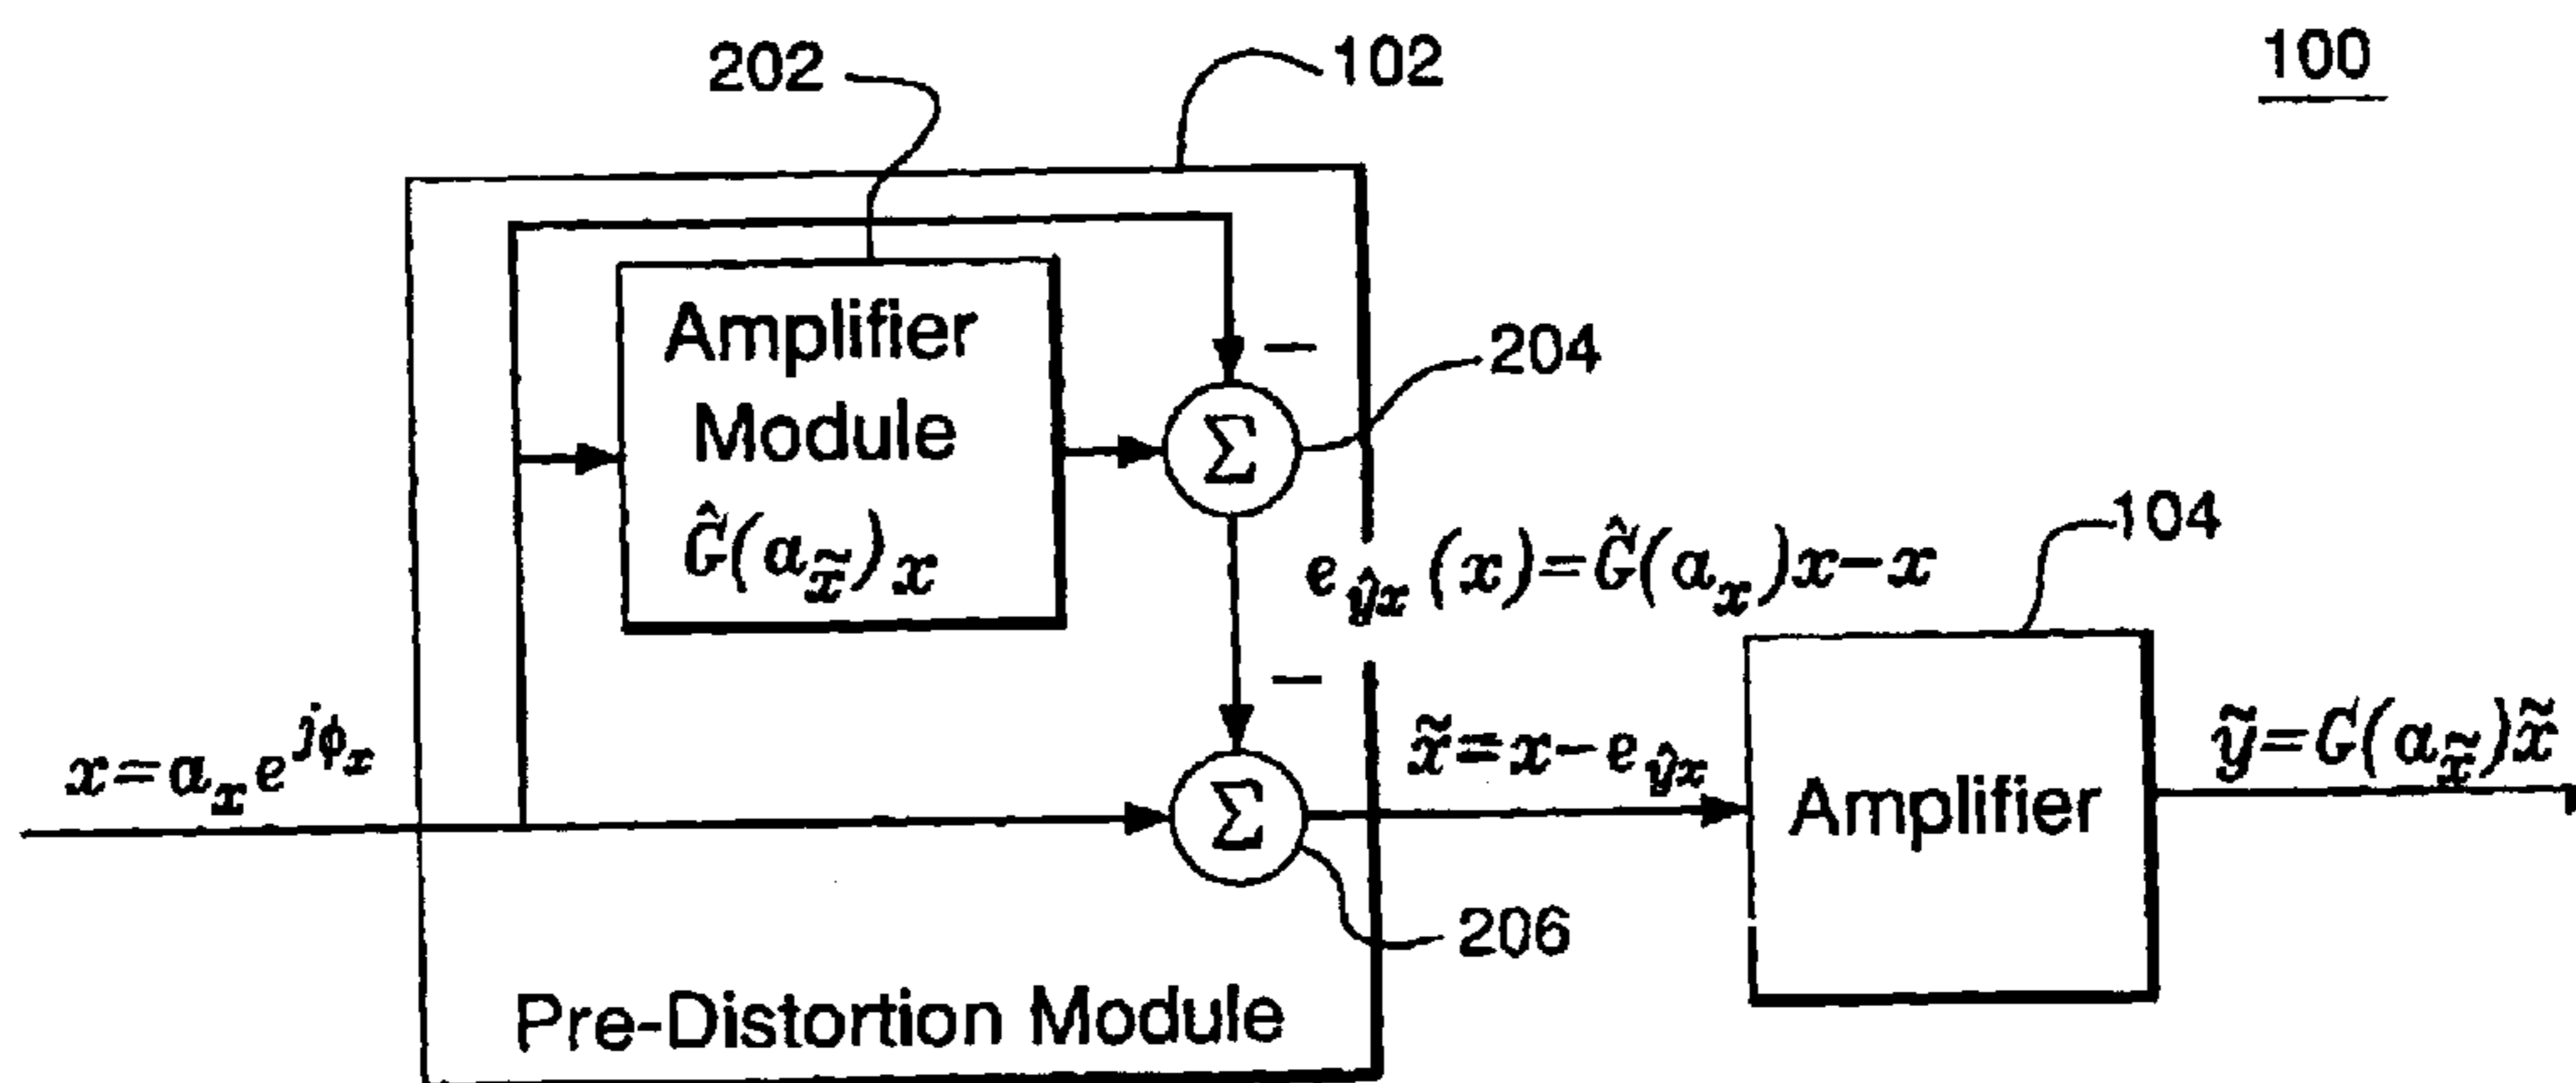 100
202
102
Amplifier
Module
Ĝ(a_x̃)x
204
−
e_ŷx(x)=Ĝ(a_x)x−x
−
104
x=a_x e^jϕ_x
x̃=x−e_ŷx
Amplifier
ỹ=G(a_x̃)x̃
206
Σ
Σ
Pre-Distortion Module